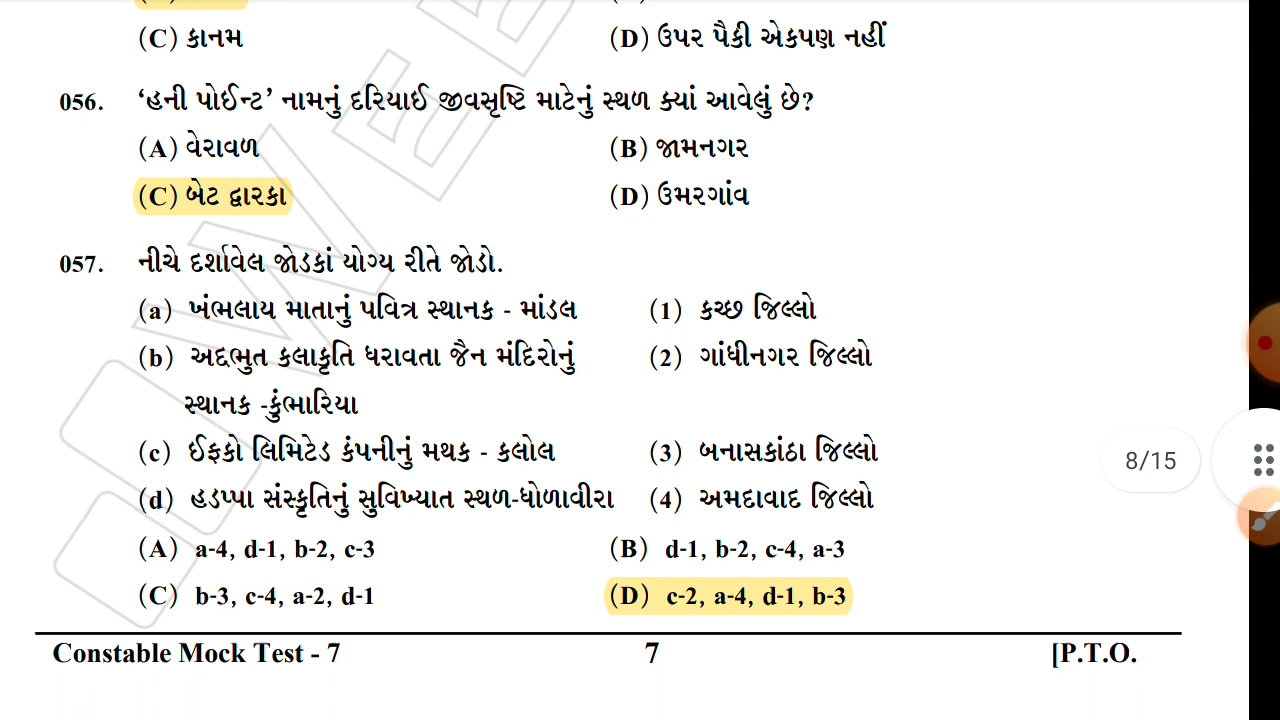 (C) કાનમ (D) ઉપર પૈકી એકપણ નહીં
056. ‘હની પોઈન્ટ’ નામનું દરિયાઈ જીવસૃષ્ટિ માટેનું સ્થળ ક્યાં આવેલું છે?
(A) વેરાવળ (B) જામનગર
(C) બેટ દ્વારકા (D) ઉમરગાંવ
057. નીચે દર્શાવેલ જોડકાં યોગ્ય રીતે જોડો.
(a) ખંભલાય માતાનું પવિત્ર સ્થાનક - માંડલ (1) કચ્છ જિલ્લો
(b) અદ્દભુત કલાકૃતિ ધરાવતા જૈન મંદિરોનું (2) ગાંધીનગર જિલ્લો
સ્થાનક -કુંભારિયા
(c) ઈફકો લિમિટેડ કંપનીનું મથક - કલોલ (3) બનાસકાંઠા જિલ્લો
(d) હડપ્પા સંસ્કૃતિનું સુવિખ્યાત સ્થળ-ધોળાવીરા (4) અમદાવાદ જિલ્લો
(A) a-4, d-1, b-2, c-3 (B) d-1, b-2, c-4, a-3
(C) b-3, c-4, a-2, d-1 (D) c-2, a-4, d-1, b-3
Constable Mock Test - 7 7 [P.T.O.
8/15